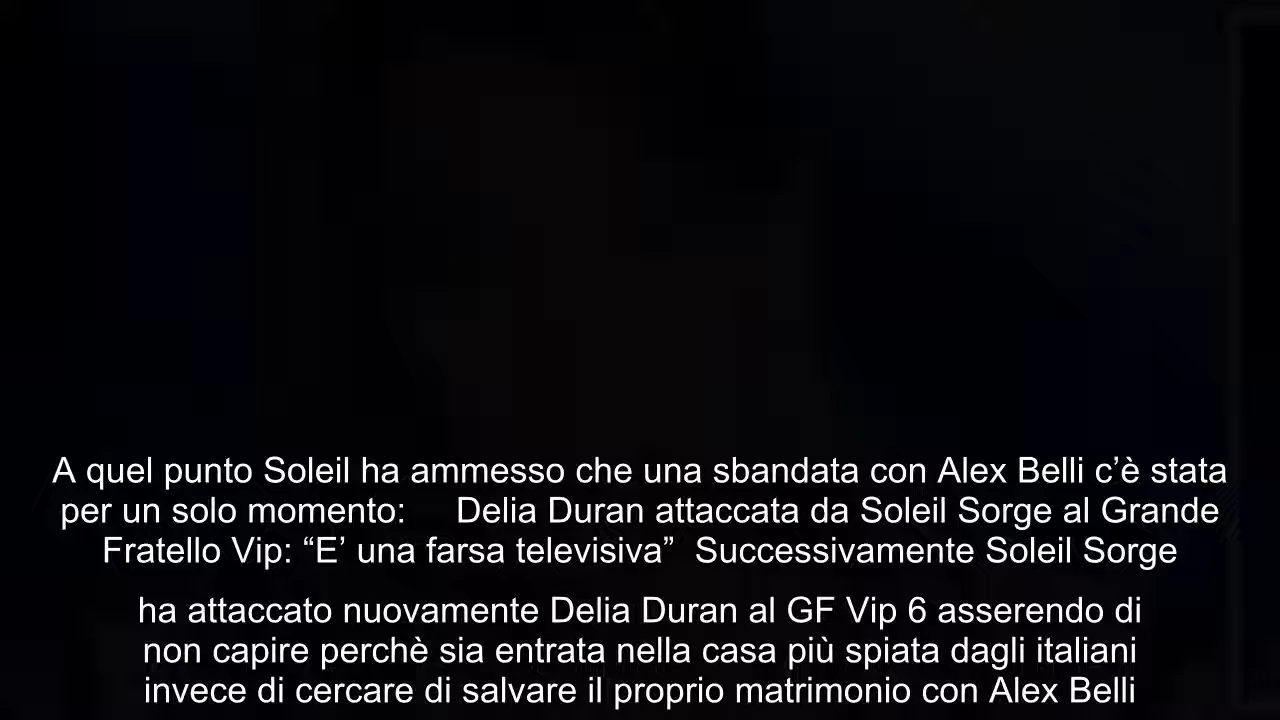 A quel punto Soleil ha ammesso che una sbandata con Alex Belli c’è stata
per un solo momento:     Delia Duran attaccata da Soleil Sorge al Grande
Fratello Vip: “E’ una farsa televisiva”  Successivamente Soleil Sorge
ha attaccato nuovamente Delia Duran al GF Vip 6 asserendo di
non capire perchè sia entrata nella casa più spiata dagli italiani
invece di cercare di salvare il proprio matrimonio con Alex Belli